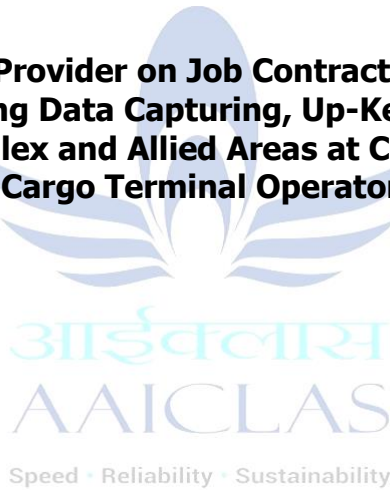 Provider on Job Contract
ng Data Capturing, Up-Ke
lex and Allied Areas at C
Cargo Terminal Operator
आईक्लास
AAICLAS
Speed · Reliability · Sustainability